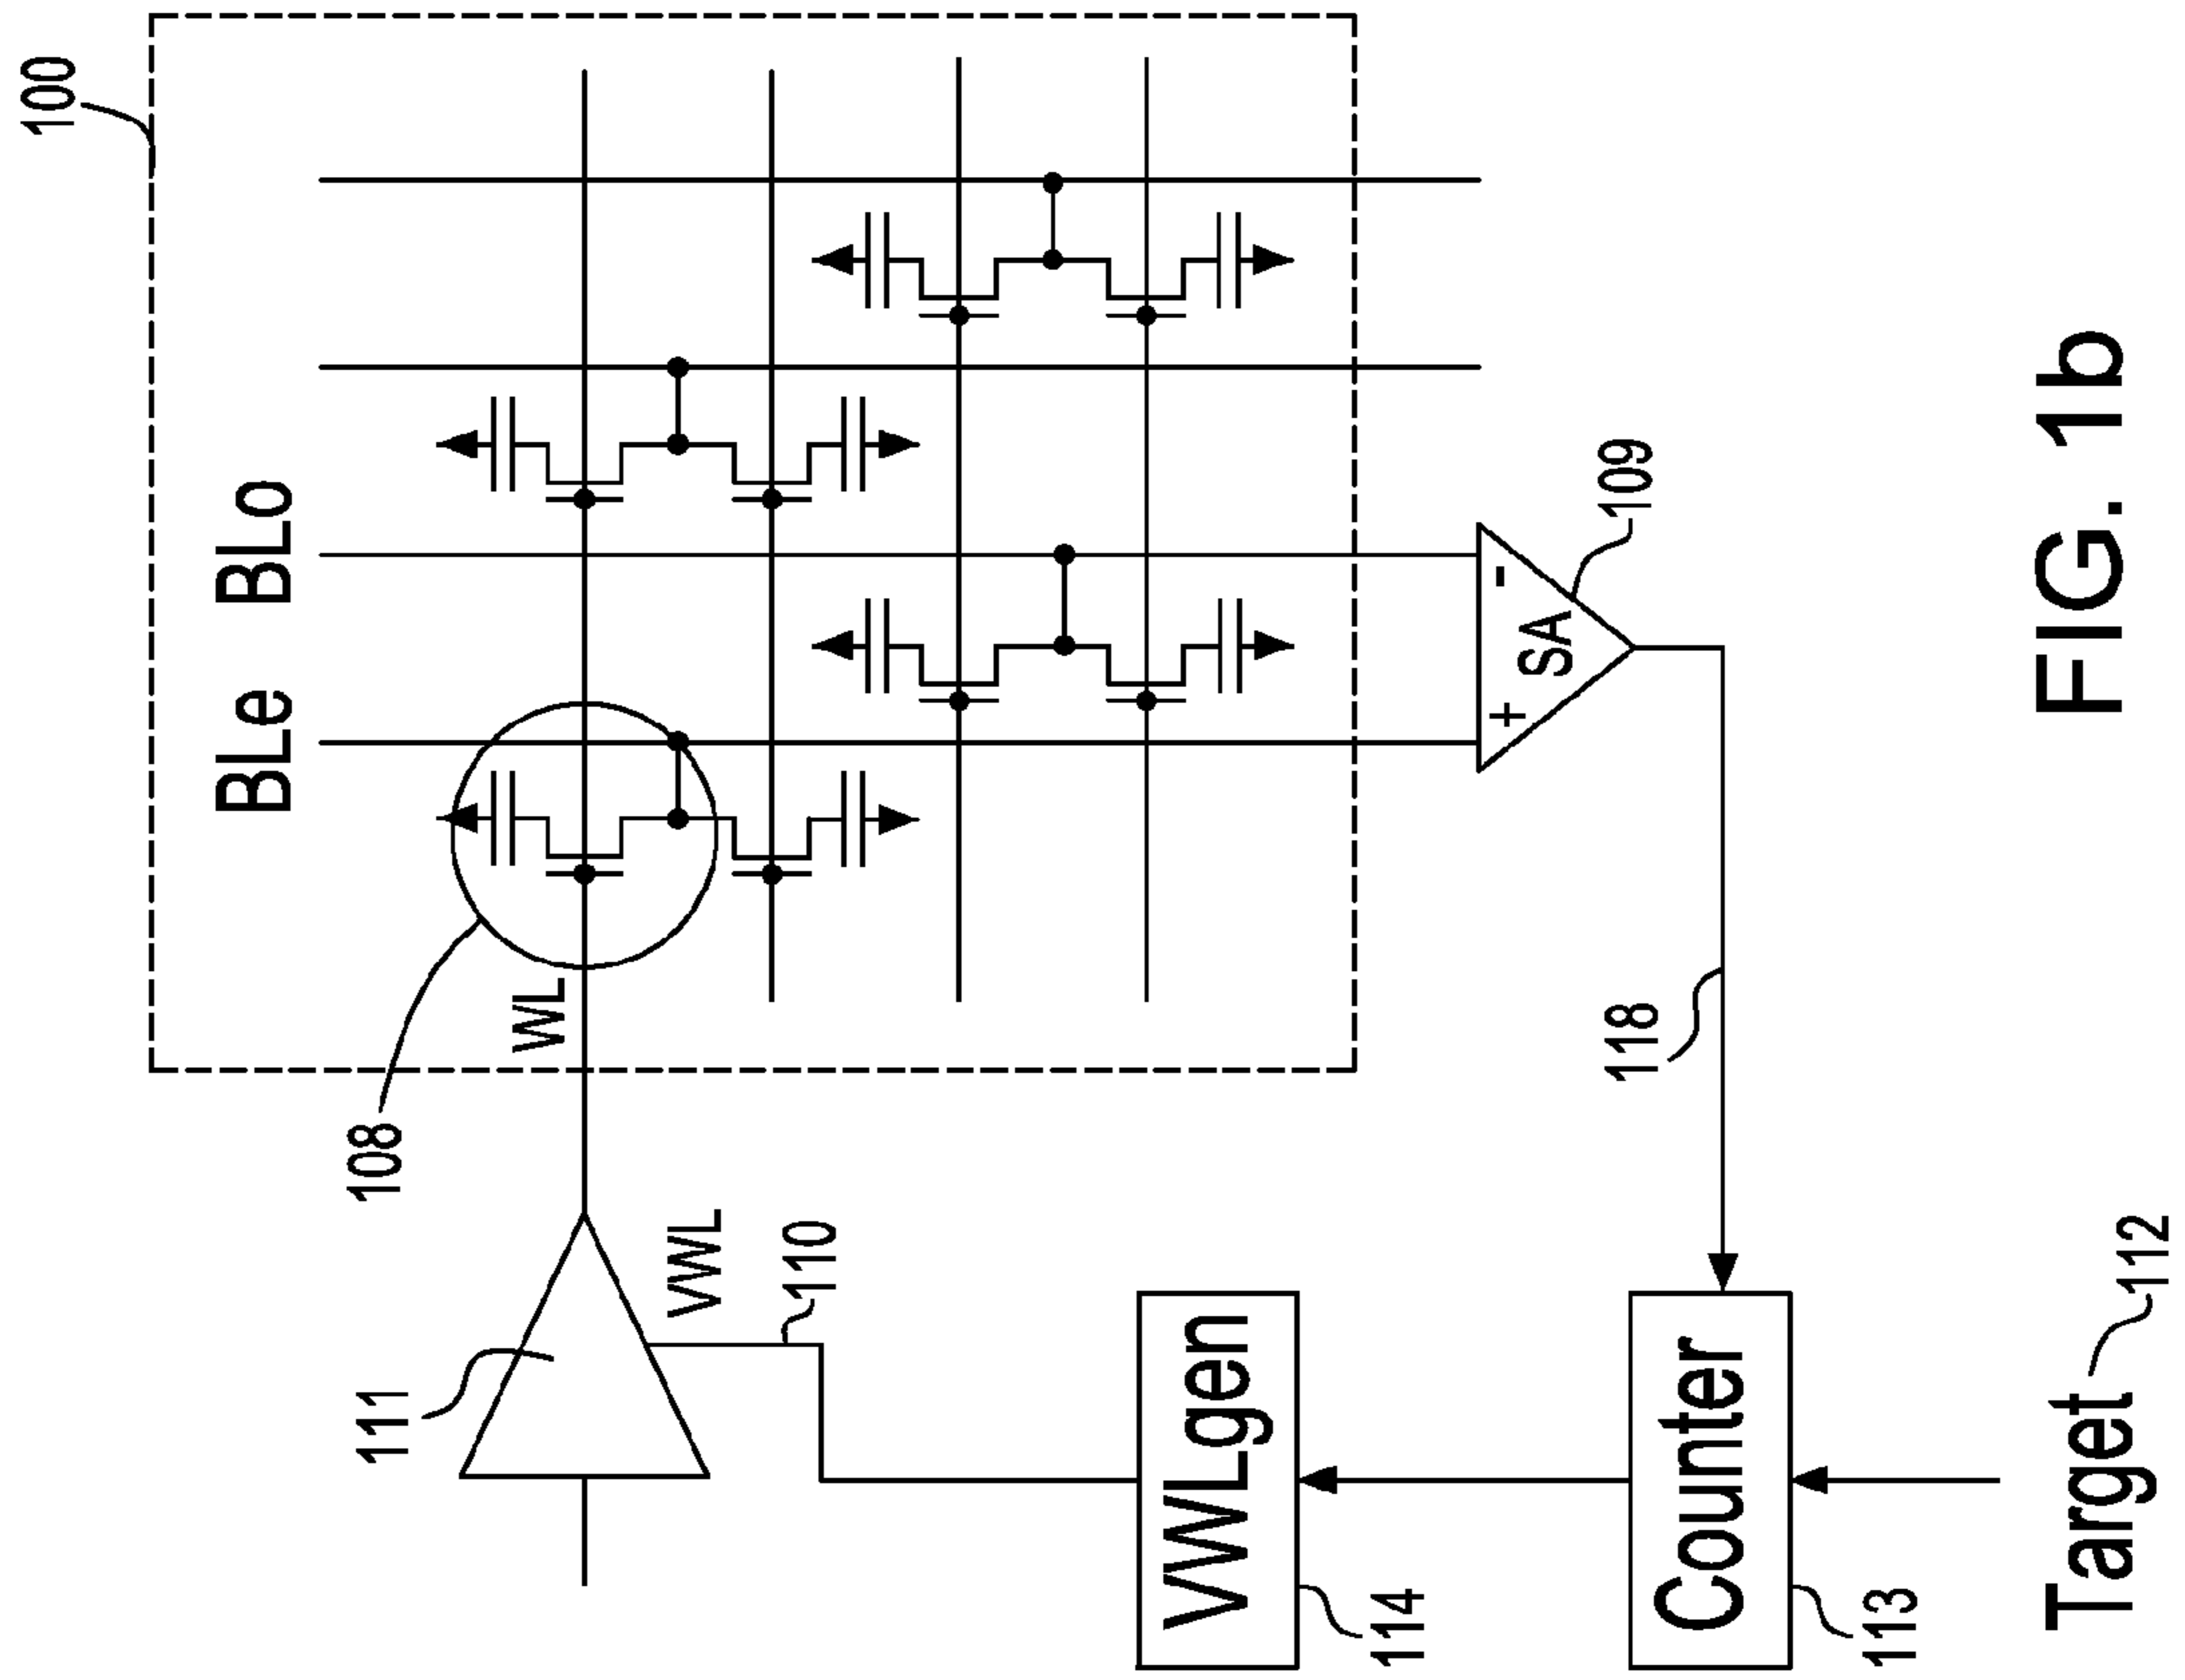 100
BLe BLo
108
WL
111
VWL
110
VWLgen
114
+ SA -
109
118
Counter
113
Target
112
FIG. 1b